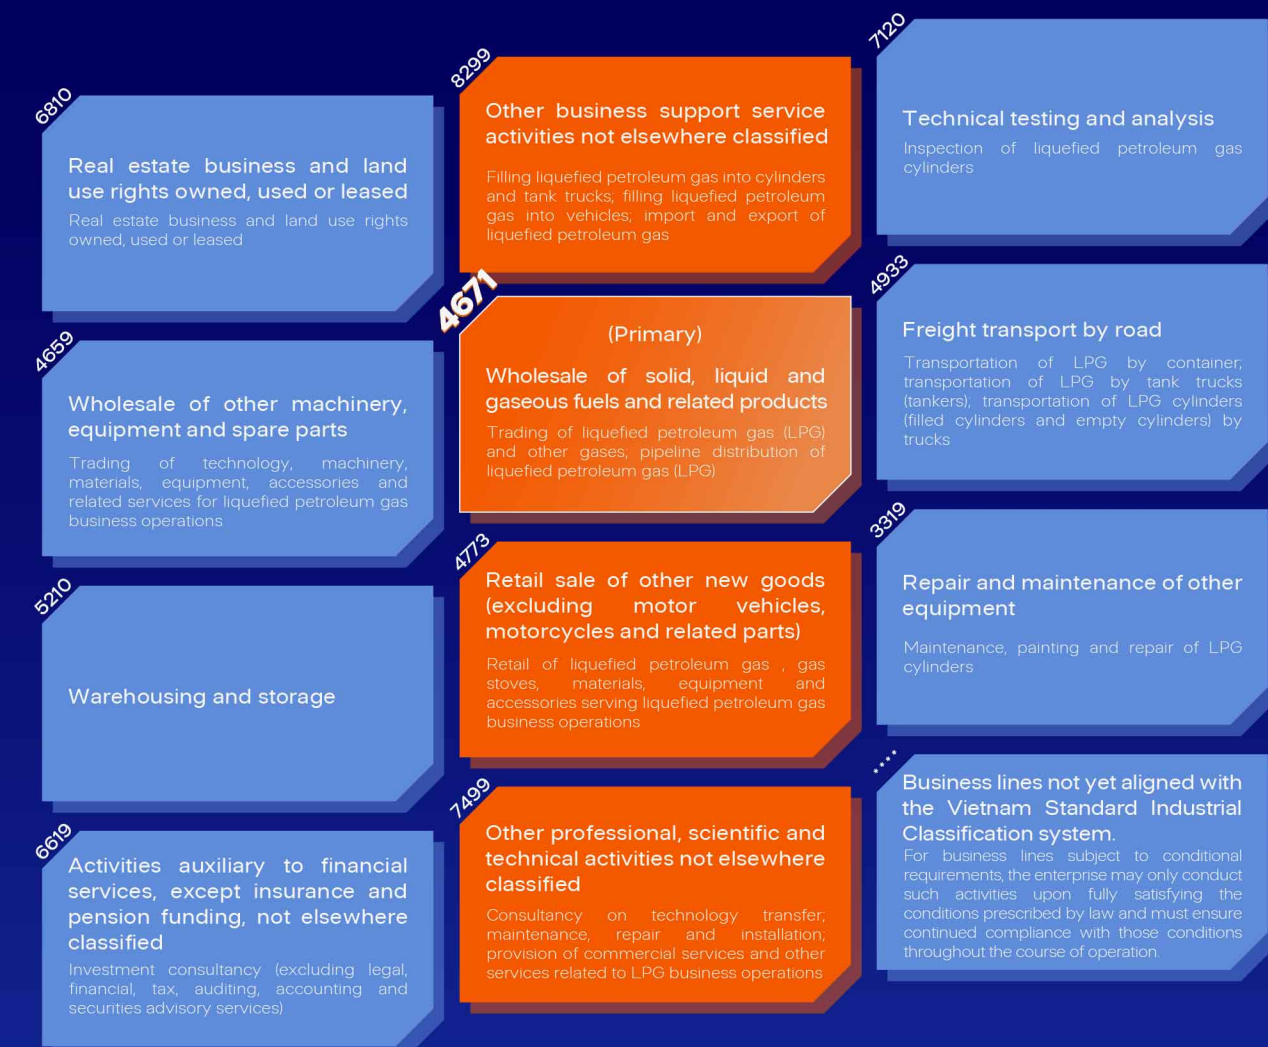 6810
Real estate business and land
use rights owned, used or leased
Real estate business and land use rights
owned, used or leased
4659
Wholesale of other machinery,
equipment and spare parts
Trading of technology, machinery,
materials, equipment, accessories and
related services for liquefied petroleum gas
business operations
5210
Warehousing and storage
6619
Activities auxiliary to financial
services, except insurance and
pension funding, not elsewhere
classified
Investment consultancy (excluding legal,
financial, tax, auditing, accounting and
securities advisory services)
8299
Other business support service
activities not elsewhere classified
Filling liquefied petroleum gas into cylinders
and tank trucks; filling liquefied petroleum
gas into vehicles; import and export of
liquefied petroleum gas
4671
(Primary)
Wholesale of solid, liquid and
gaseous fuels and related products
Trading of liquefied petroleum gas (LPG)
and other gases; pipeline distribution of
liquefied petroleum gas (LPG)
4773
Retail sale of other new goods
(excluding motor vehicles,
motorcycles and related parts)
Retail of liquefied petroleum gas , gas
stoves, materials, equipment and
accessories serving liquefied petroleum gas
business operations
7499
Other professional, scientific and
technical activities not elsewhere
classified
Consultancy on technology transfer;
maintenance, repair and installation;
provision of commercial services and other
services related to LPG business operations
7120
Technical testing and analysis
Inspection of liquefied petroleum gas
cylinders
4933
Freight transport by road
Transportation of LPG by container;
transportation of LPG by tank trucks
(tankers); transportation of LPG cylinders
(filled cylinders and empty cylinders) by
trucks
3319
Repair and maintenance of other
equipment
Maintenance, painting and repair of LPG
cylinders
****
Business lines not yet aligned with
the Vietnam Standard Industrial
Classification system.
For business lines subject to conditional
requirements, the enterprise may only conduct
such activities upon fully satisfying the
conditions prescribed by law and must ensure
continued compliance with those conditions
throughout the course of operation.